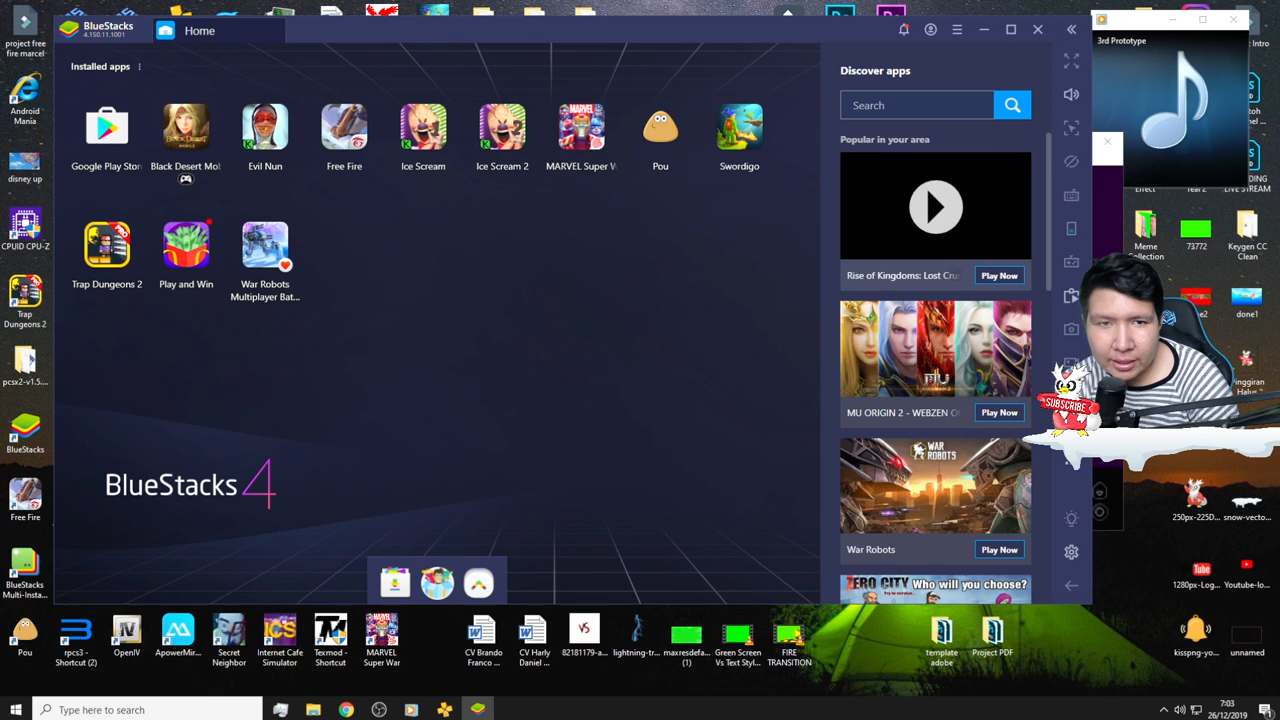 project free
fire marcel
Android
Mania
disney up
CPUID CPU-Z
Trap
Dungeons 2
pcsx2-v1.5....
BlueStacks
Free Fire
BlueStacks
Multi-Insta...
BlueStacks
4.150.11.1001
Home
Installed apps
Google Play Stor
Black Desert Mob
Evil Nun
Free Fire
Ice Scream
Ice Scream 2
MARVEL Super W
Pou
Swordigo
Trap Dungeons 2
Play and Win
War Robots
Multiplayer Bat...
BlueStacks 4
Discover apps
Search
Popular in your area
Rise of Kingdoms: Lost Cru
Play Now
MU ORIGIN 2 - WEBZEN O
Play Now
WAR
ROBOTS
War Robots
Play Now
ZERO CITY Who will you choose?
3rd Prototype
Intro
LIVE STREAM
Effect
Meme
Collection
73772
Keygen CC
Clean
done1
SUBSCRIBE
250px-225D...
snow-vecto...
Tube
1280px-Log...
Youtube-lo...
Pou
rpcs3 -
Shortcut (2)
IV
OpenIV
ApowerMir...
Secret
Neighbor
Internet Cafe
Simulator
Texmod -
Shortcut
MARVEL
Super War
CV Brando
Franco ...
CV Harly
Daniel ...
VS
82181179-a...
lightning-tr...
maxresdefa...
(1)
Green Screen
Vs Text Styl...
FIRE
TRANSITION
template
adobe
Project PDF
kisspng-yo...
unnamed
Type here to search
7:03
26/12/2019